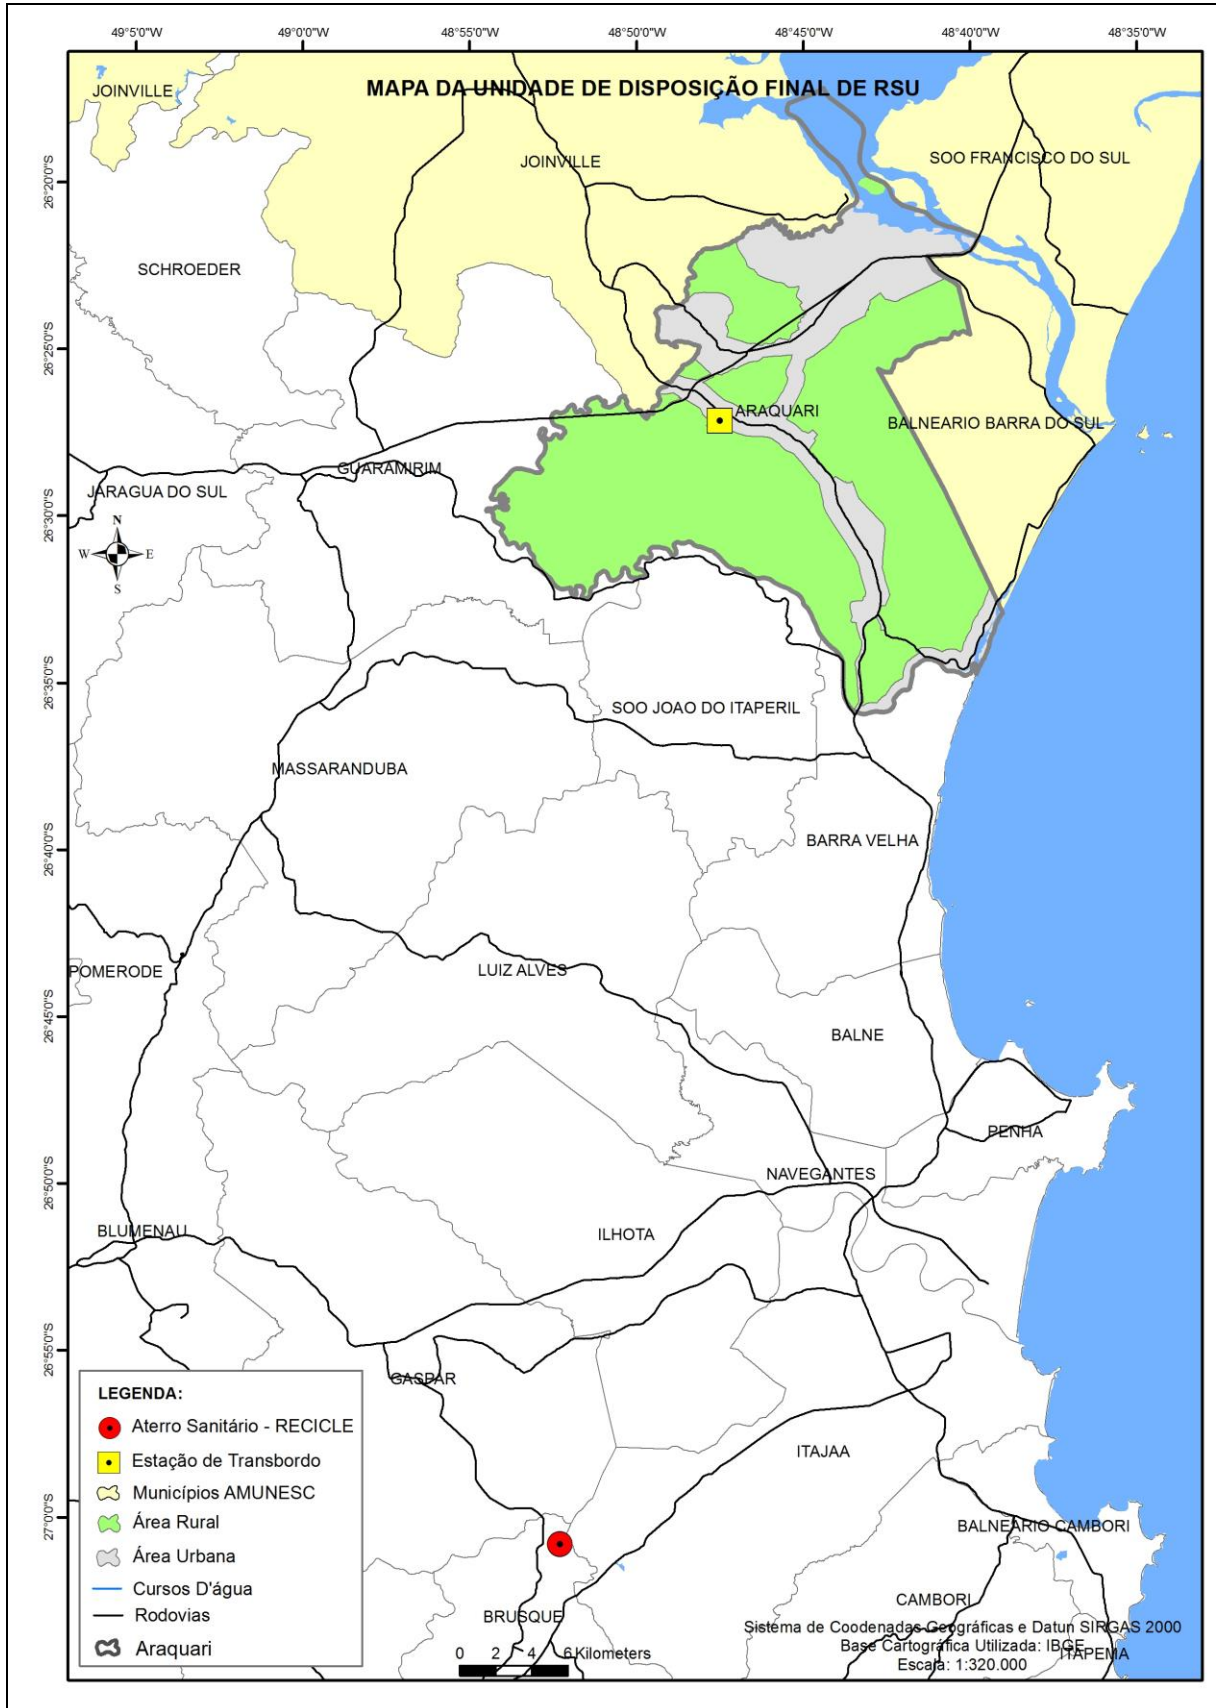 49°5'0"W 49°0'0"W 48°55'0"W 48°50'0"W 48°45'0"W 48°40'0"W 48°35'0"W
MAPA DA UNIDADE DE DISPOSIÇÃO FINAL DE RSU
JOINVILLE
JOINVILLE
SOO FRANCISCO DO SUL
26°20'0"S
SCHROEDER
26°25'0"S
ARAQUARI
BALNEARIO BARRA DO SUL
GUARAMIRIM
JARAGUA DO SUL
26°30'0"S
N
W E
S
26°35'0"S
SOO JOAO DO ITAPERIL
MASSARANDUBA
26°40'0"S
BARRA VELHA
POMERODE
LUIZ ALVES
26°45'0"S
BALNE
PENHA
NAVEGANTES
26°50'0"S
BLUMENAU
ILHOTA
26°55'0"S
GASPAR
ITAJAA
27°0'0"S
BALNEARIO CAMBORI
CAMBORI
BRUSQUE
ITAPEMA
LEGENDA:
Aterro Sanitário - RECICLE
Estação de Transbordo
Municípios AMUNESC
Área Rural
Área Urbana
Cursos D'água
Rodovias
Araquari
0 2 4 6 Kilometers
Sistema de Coodenadas Geográficas e Datun SIRGAS 2000
Base Cartográfica Utilizada: IBGE
Escala: 1:320.000